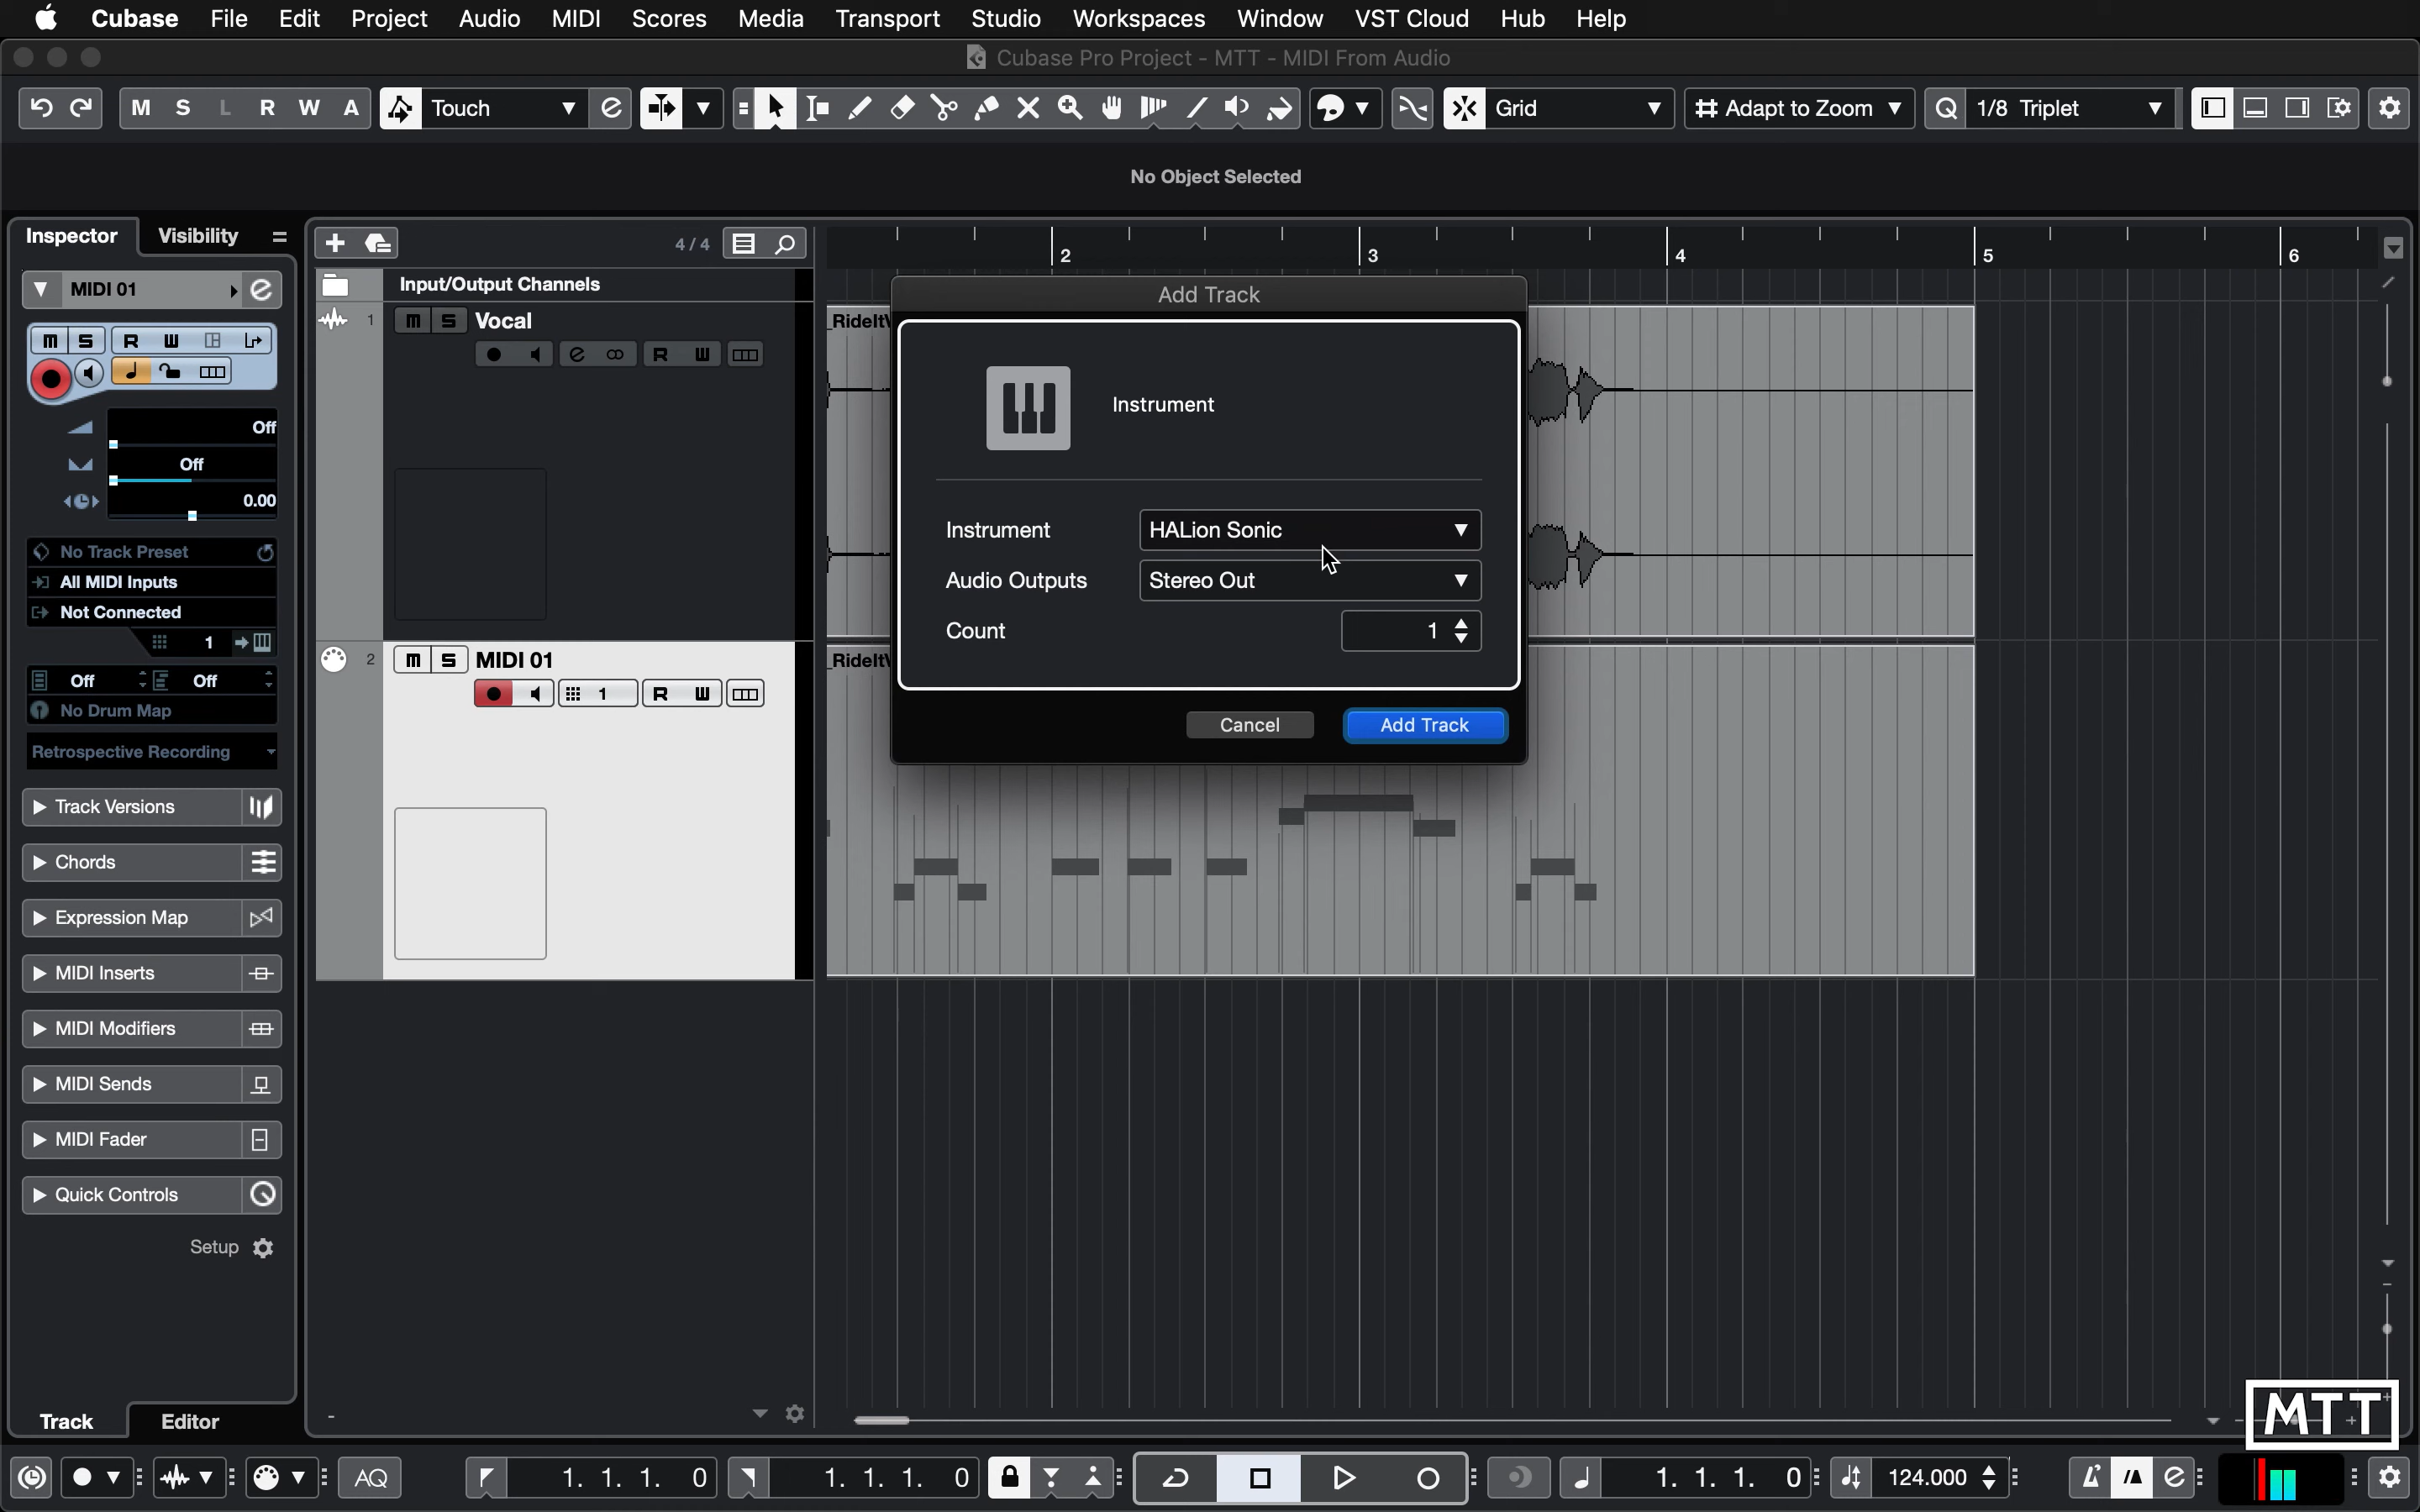 Cubase File Edit Project Audio MIDI Scores Media Transport Studio Workspaces Window VST Cloud Hub Help
Cubase Pro Project - MTT - MIDI From Audio
M S L R W A Touch Grid Adapt to Zoom Q 1/8 Triplet
No Object Selected
Inspector Visibility
4 / 4
2 3 4 5 6
MIDI 01
Input/Output Channels
Add Track
M S R W
1 M S Vocal
_RideItV
R W
Off
Off
0.00
Instrument
No Track Preset
All MIDI Inputs
Not Connected
1
Instrument HALion Sonic
Audio Outputs Stereo Out
Count 1
Cancel Add Track
2 M S MIDI 01
_RideItV
1 R W
Off Off
No Drum Map
Retrospective Recording
Track Versions
Chords
Expression Map
MIDI Inserts
MIDI Modifiers
MIDI Sends
MIDI Fader
Quick Controls
Setup
Track Editor
MTT
AQ 1. 1. 1. 0 1. 1. 1. 0 1. 1. 1. 0 124.000